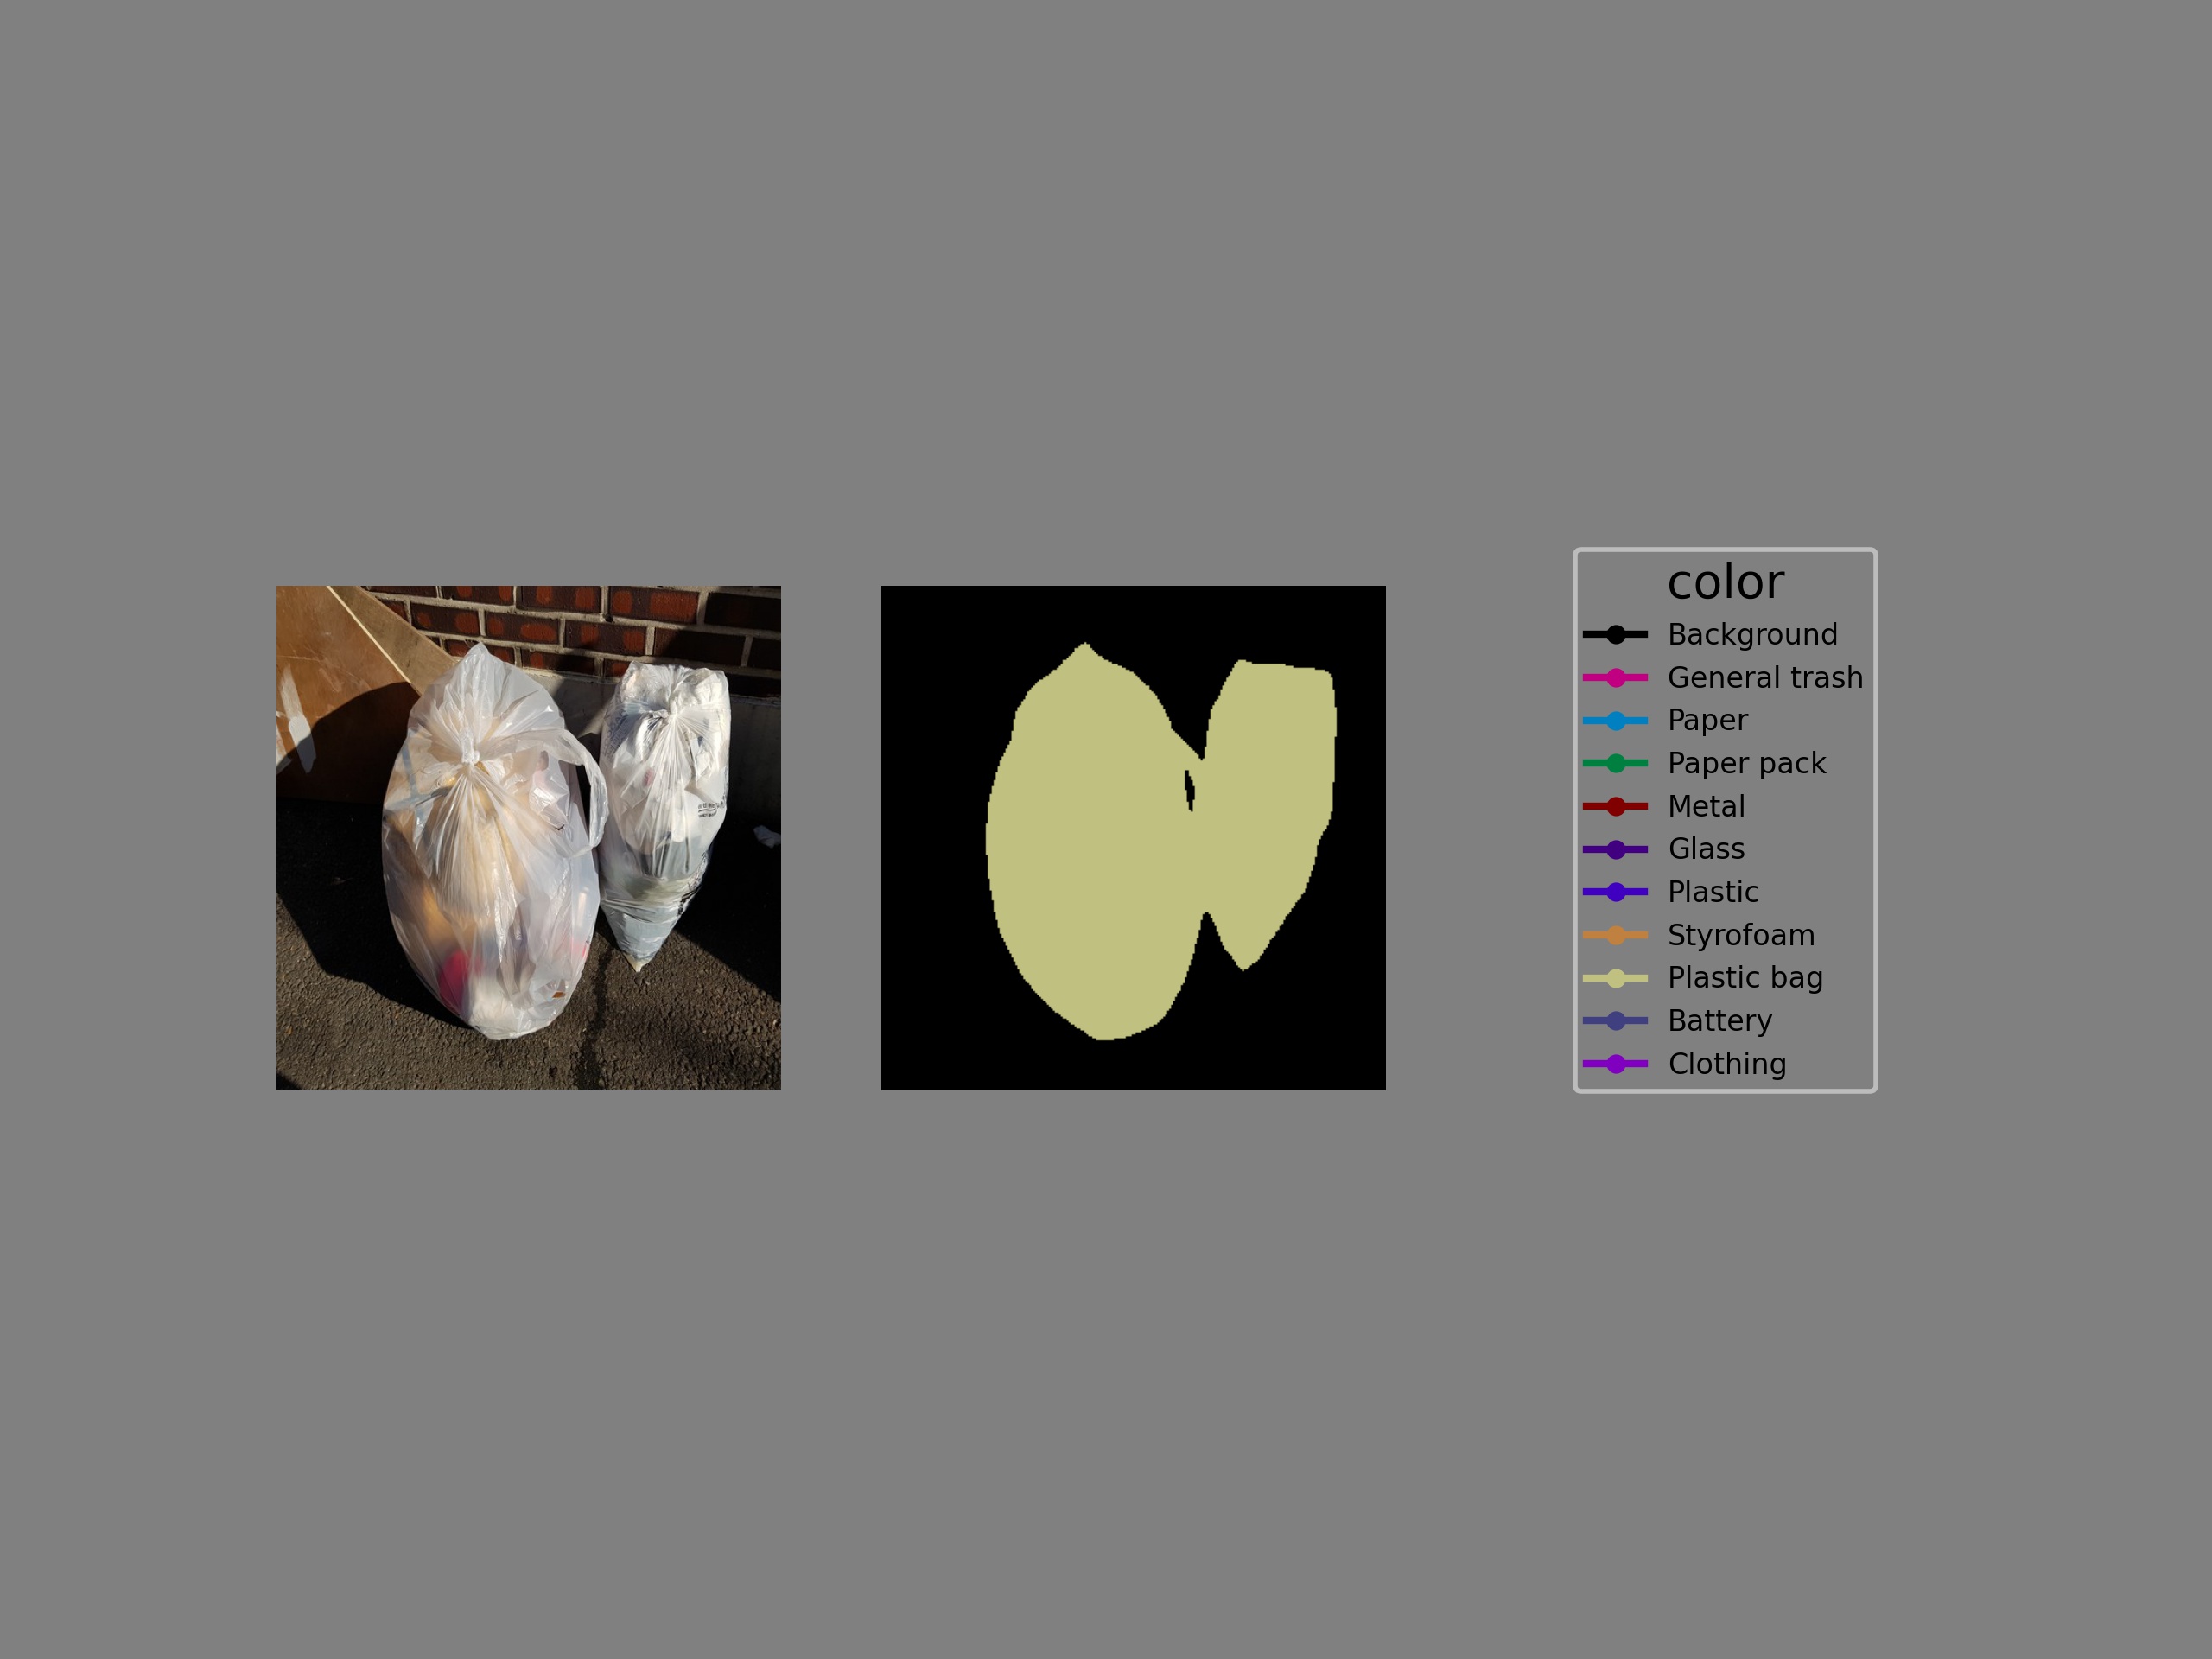 color
Background
General trash
Paper
Paper pack
Metal
Glass
Plastic
Styrofoam
Plastic bag
Battery
Clothing